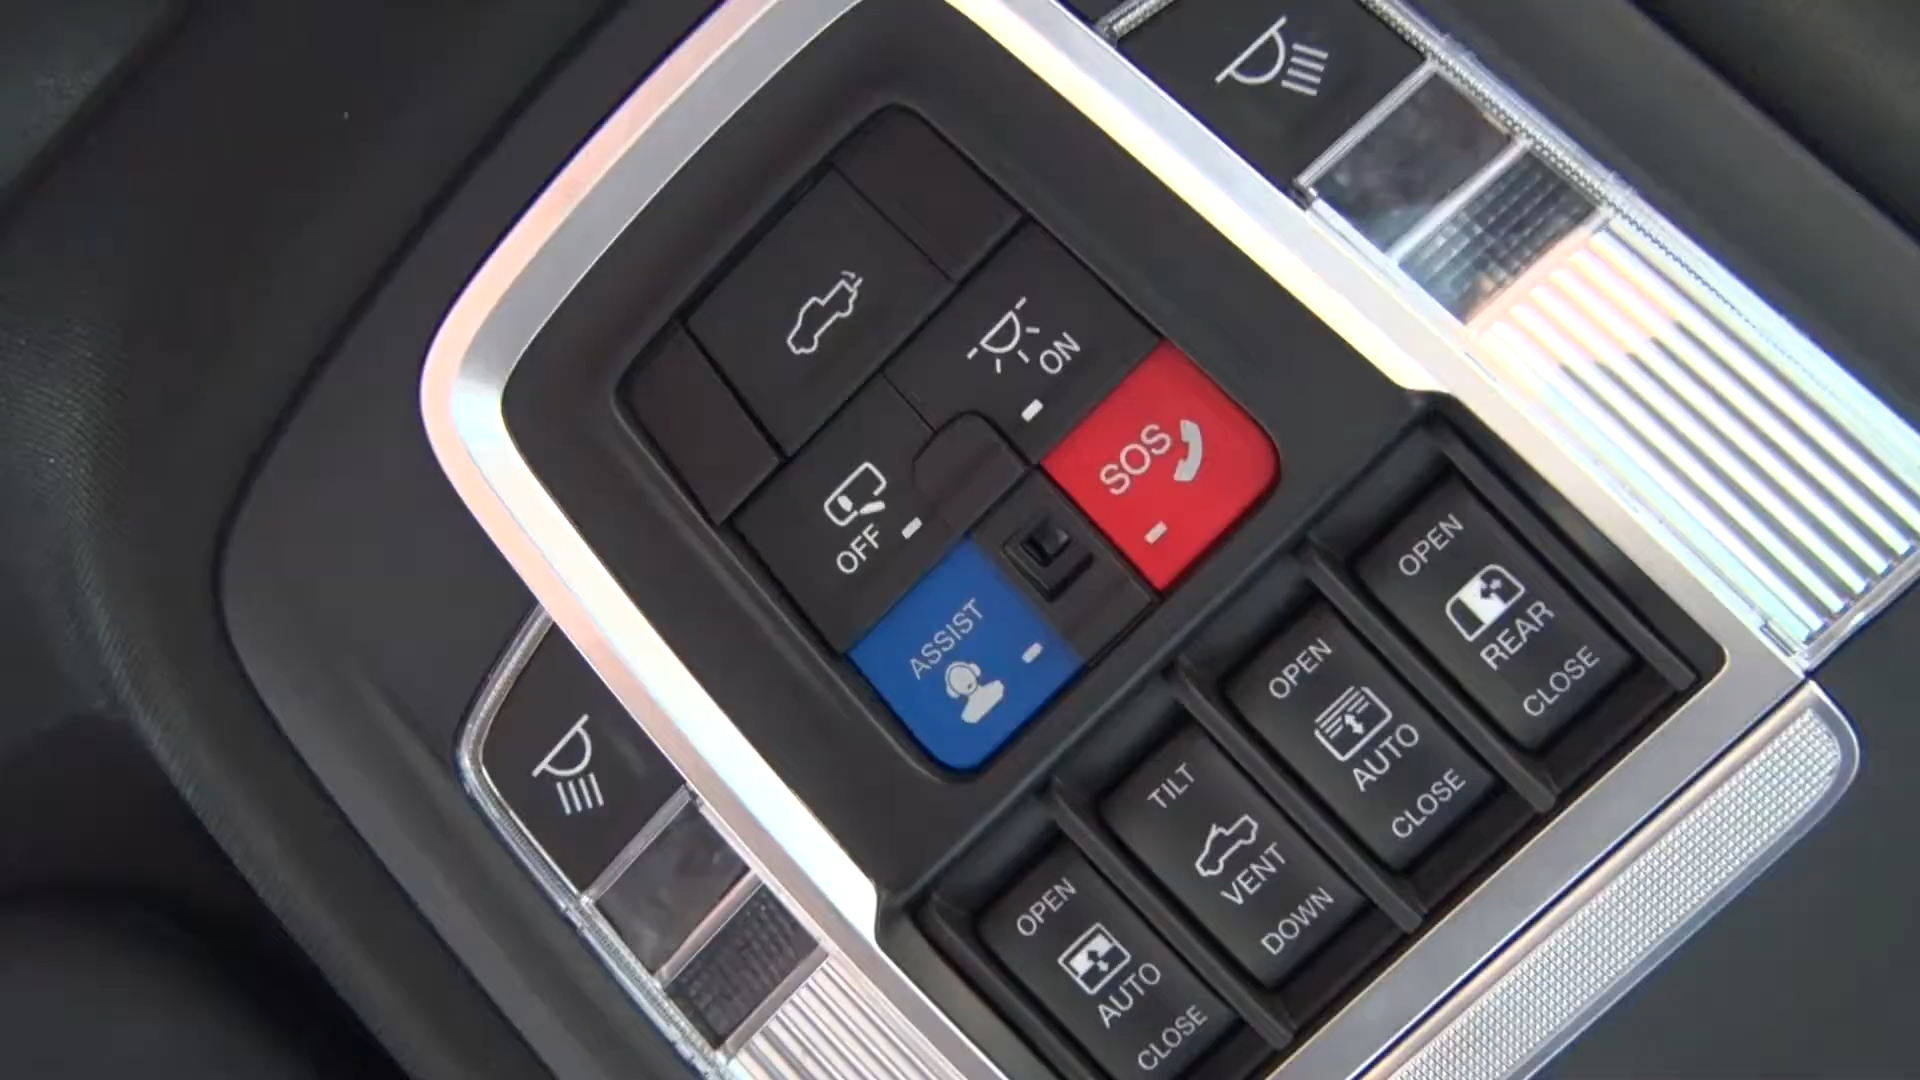 ON
SOS
OFF
ASSIST
OPEN
REAR
CLOSE
OPEN
AUTO
CLOSE
TILT
VENT
DOWN
OPEN
AUTO
CLOSE